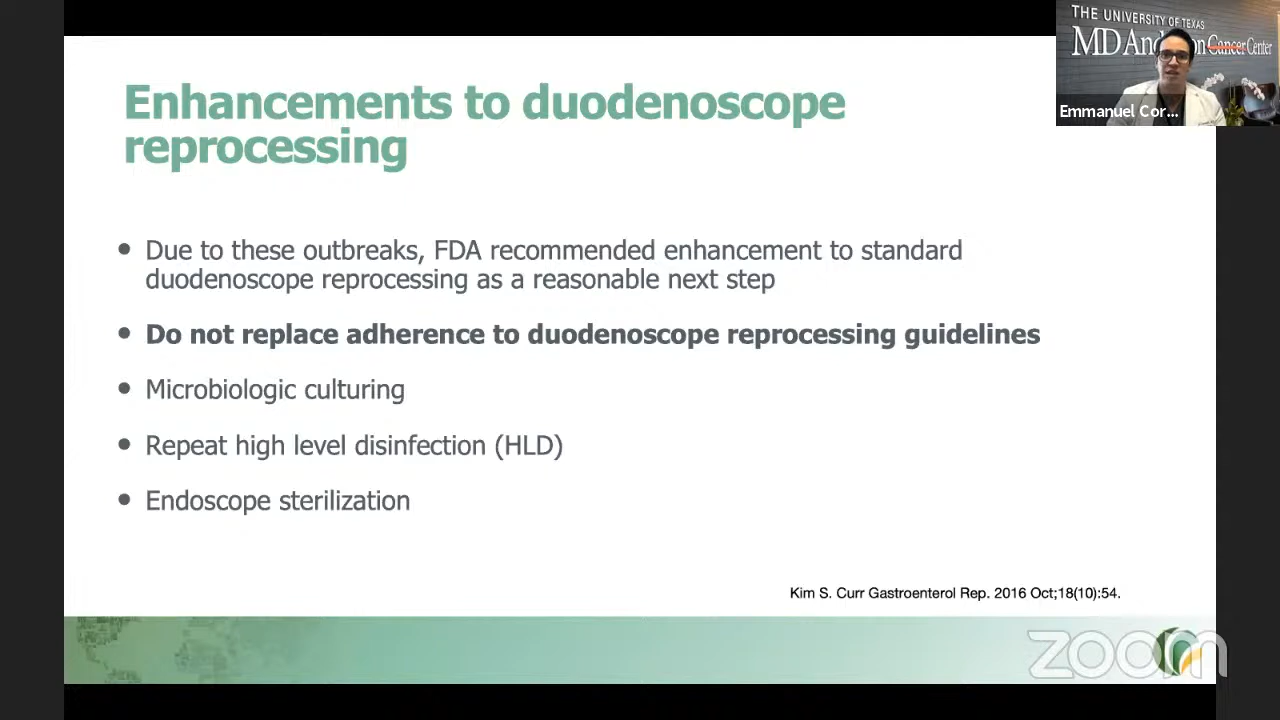 THE UNIVERSITY OF TEXAS
MD Anderson Cancer Center
Emmanuel Cor...
Enhancements to duodenoscope
reprocessing
• Due to these outbreaks, FDA recommended enhancement to standard
duodenoscope reprocessing as a reasonable next step
• Do not replace adherence to duodenoscope reprocessing guidelines
• Microbiologic culturing
• Repeat high level disinfection (HLD)
• Endoscope sterilization
Kim S. Curr Gastroenterol Rep. 2016 Oct;18(10):54.
zoom